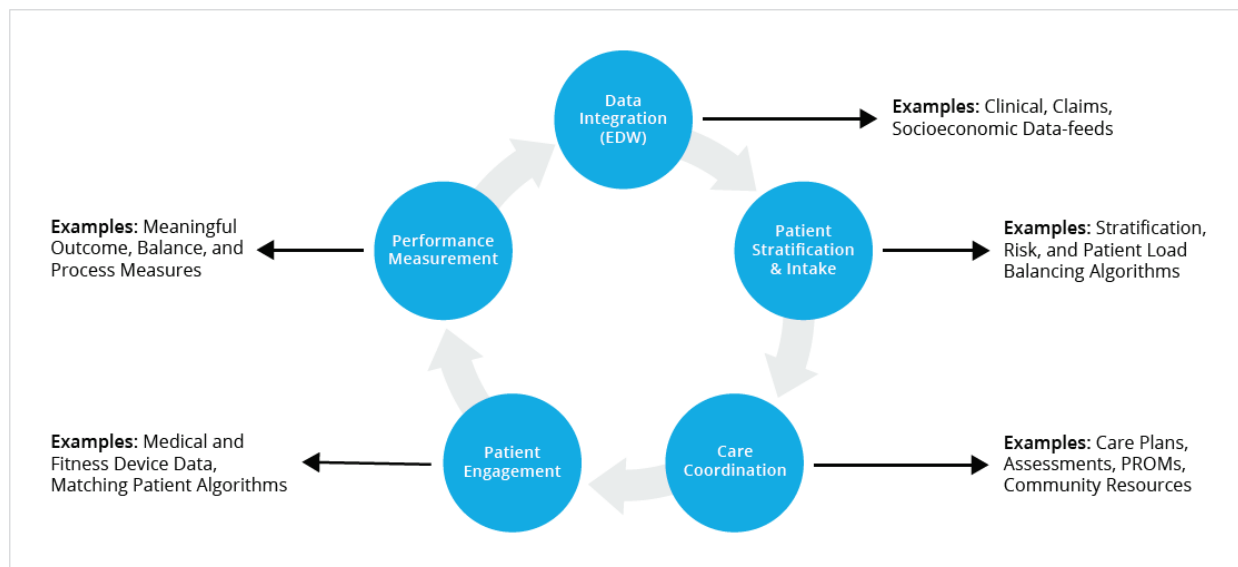 Data
Integration
(EDW)
Examples: Clinical, Claims,
Socioeconomic Data-feeds
Patient
Stratification
& Intake
Examples: Stratification,
Risk, and Patient Load
Balancing Algorithms
Care
Coordination
Examples: Care Plans,
Assessments, PROMs,
Community Resources
Patient
Engagement
Examples: Medical and
Fitness Device Data,
Matching Patient Algorithms
Performance
Measurement
Examples: Meaningful
Outcome, Balance, and
Process Measures